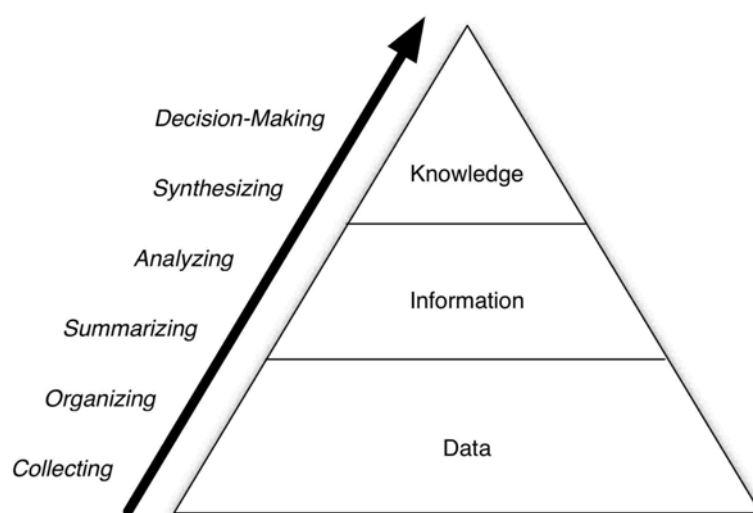 Decision-Making
Synthesizing
Knowledge
Analyzing
Information
Summarizing
Organizing
Data
Collecting